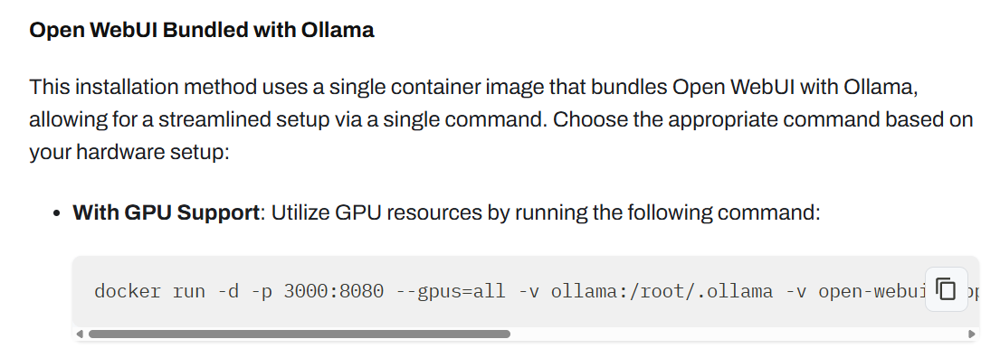 Open WebUI Bundled with Ollama
This installation method uses a single container image that bundles Open WebUI with Ollama,
allowing for a streamlined setup via a single command. Choose the appropriate command based on
your hardware setup:
• With GPU Support: Utilize GPU resources by running the following command:
docker run -d -p 3000:8080 --gpus=all -v ollama:/root/.ollama -v open-webui